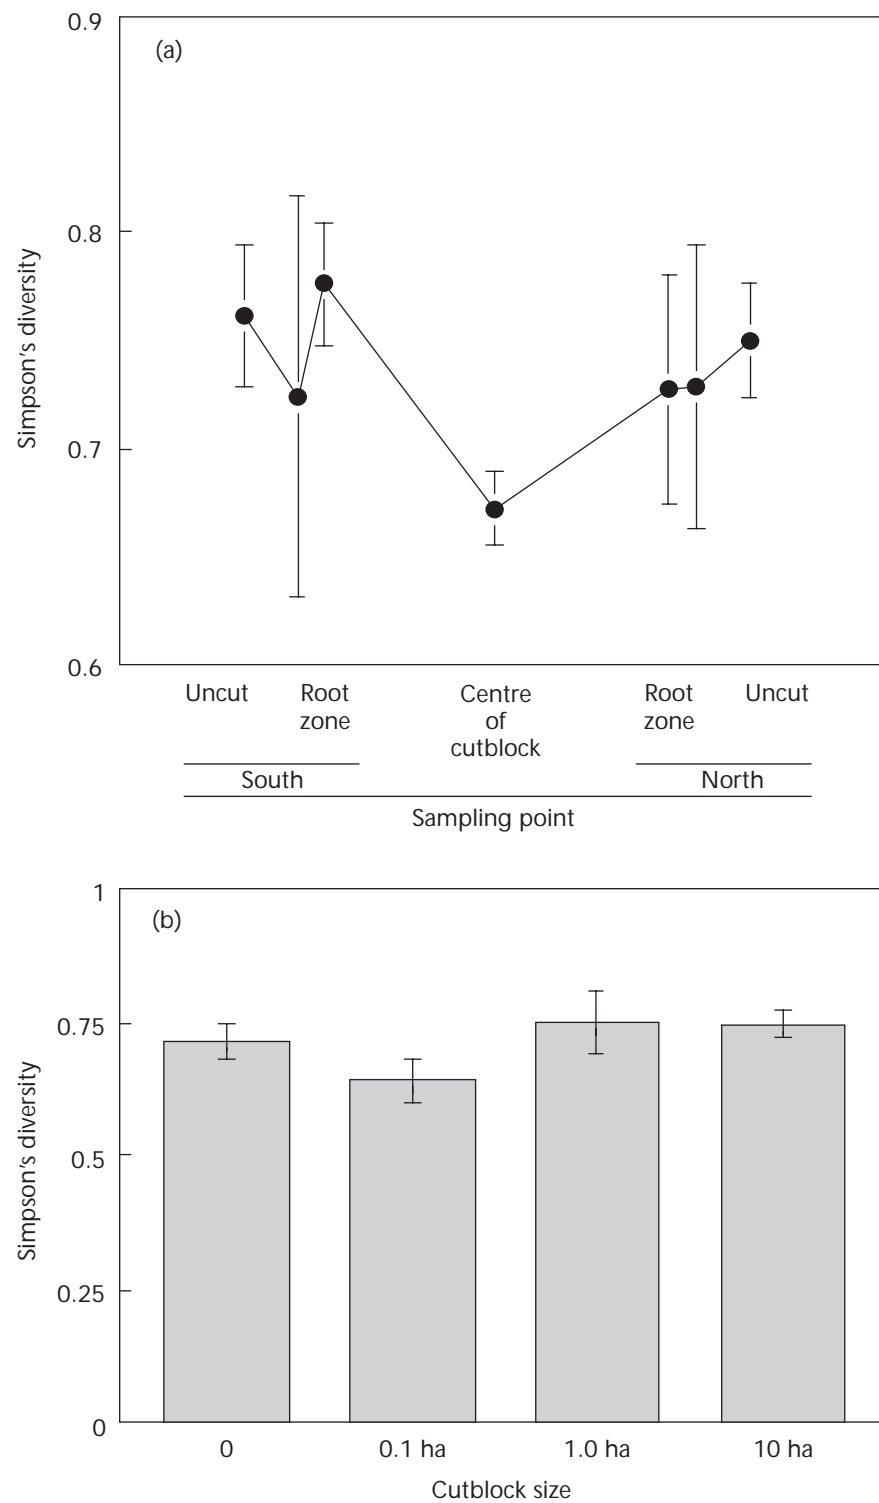 0.9
(a)
0.8
Simpson's diversity
0.7
0.6
Uncut
Root
zone
Centre
of
cutblock
Root
zone
Uncut
South
North
Sampling point
1
(b)
0.75
Simpson's diversity
0.5
0.25
0
0
0.1 ha
1.0 ha
10 ha
Cutblock size